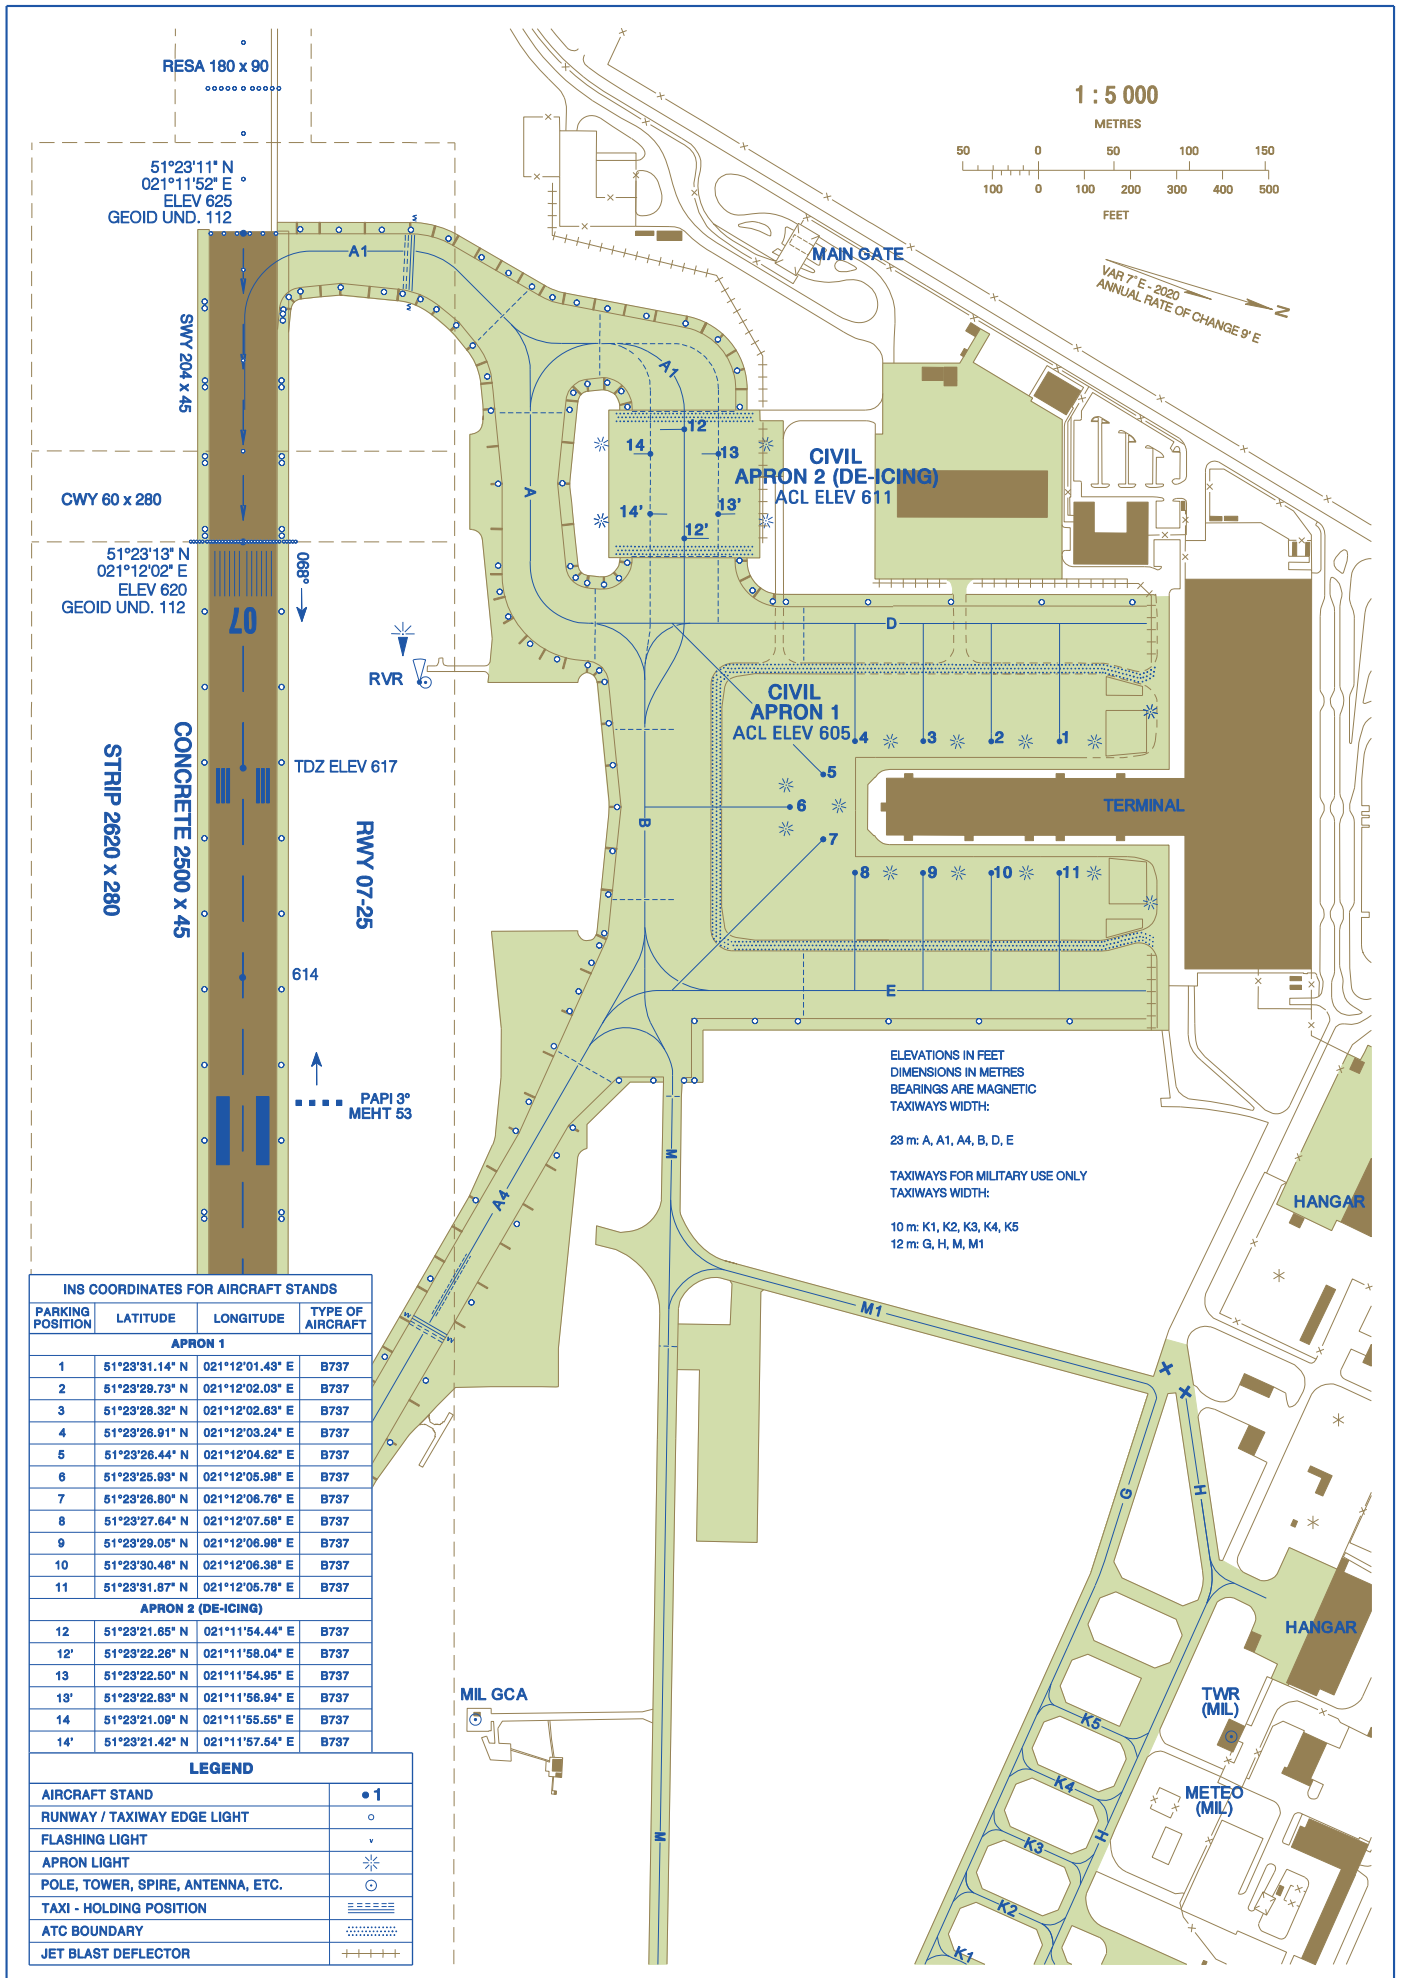 RESA 180 x 90
1 : 5 000
METRES
50 0 50 100 150
100 0 100 200 300 400 500
FEET
51°23'11" N
021°11'52" E
ELEV 625
GEOID UND. 112
MAIN GATE
VAR 7° E - 2020
ANNUAL RATE OF CHANGE 9' E
N
A1
SWY 204 x 45
A1
12
14
13
CIVIL
APRON 2 (DE-ICING)
ACL ELEV 611
A
CWY 60 x 280
14'
13'
12'
51°23'13" N
021°12'02" E
ELEV 620
GEOID UND. 112
068°
07
D
RVR
CIVIL
APRON 1
ACL ELEV 605
4
3
2
1
5
6
7
TERMINAL
B
8
9
10
11
TDZ ELEV 617
STRIP 2620 x 280
CONCRETE 2500 x 45
RWY 07-25
614
E
PAPI 3°
MEHT 53
ELEVATIONS IN FEET
DIMENSIONS IN METRES
BEARINGS ARE MAGNETIC
TAXIWAYS WIDTH:
23 m: A, A1, A4, B, D, E
TAXIWAYS FOR MILITARY USE ONLY
TAXIWAYS WIDTH:
10 m: K1, K2, K3, K4, K5
12 m: G, H, M, M1
M
A4
HANGAR
M1
G
H
HANGAR
MIL GCA
TWR
(MIL)
METEO
(MIL)
K5
K4
K3
K2
K1
H
M
INS COORDINATES FOR AIRCRAFT STANDS
PARKING POSITION LATITUDE LONGITUDE TYPE OF AIRCRAFT
APRON 1
1 51°23'31.14" N 021°12'01.43" E B737
2 51°23'29.73" N 021°12'02.03" E B737
3 51°23'28.32" N 021°12'02.63" E B737
4 51°23'26.91" N 021°12'03.24" E B737
5 51°23'26.44" N 021°12'04.62" E B737
6 51°23'25.93" N 021°12'05.98" E B737
7 51°23'26.80" N 021°12'06.76" E B737
8 51°23'27.64" N 021°12'07.58" E B737
9 51°23'29.05" N 021°12'06.98" E B737
10 51°23'30.46" N 021°12'06.38" E B737
11 51°23'31.87" N 021°12'05.78" E B737
APRON 2 (DE-ICING)
12 51°23'21.65" N 021°11'54.44" E B737
12' 51°23'22.26" N 021°11'58.04" E B737
13 51°23'22.50" N 021°11'54.95" E B737
13' 51°23'22.83" N 021°11'56.94" E B737
14 51°23'21.09" N 021°11'55.55" E B737
14' 51°23'21.42" N 021°11'57.54" E B737
LEGEND
AIRCRAFT STAND 1
RUNWAY / TAXIWAY EDGE LIGHT
FLASHING LIGHT
APRON LIGHT
POLE, TOWER, SPIRE, ANTENNA, ETC.
TAXI - HOLDING POSITION
ATC BOUNDARY
JET BLAST DEFLECTOR